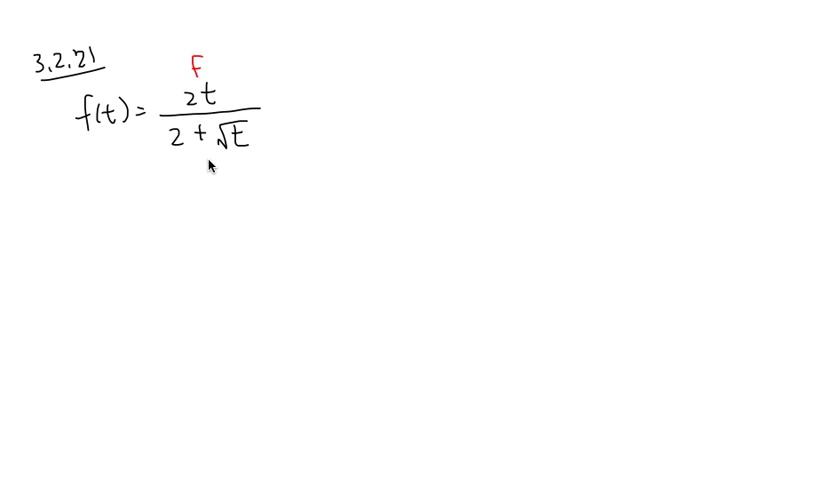 3.2.21
F
f(t) = 2t / (2 + √t)